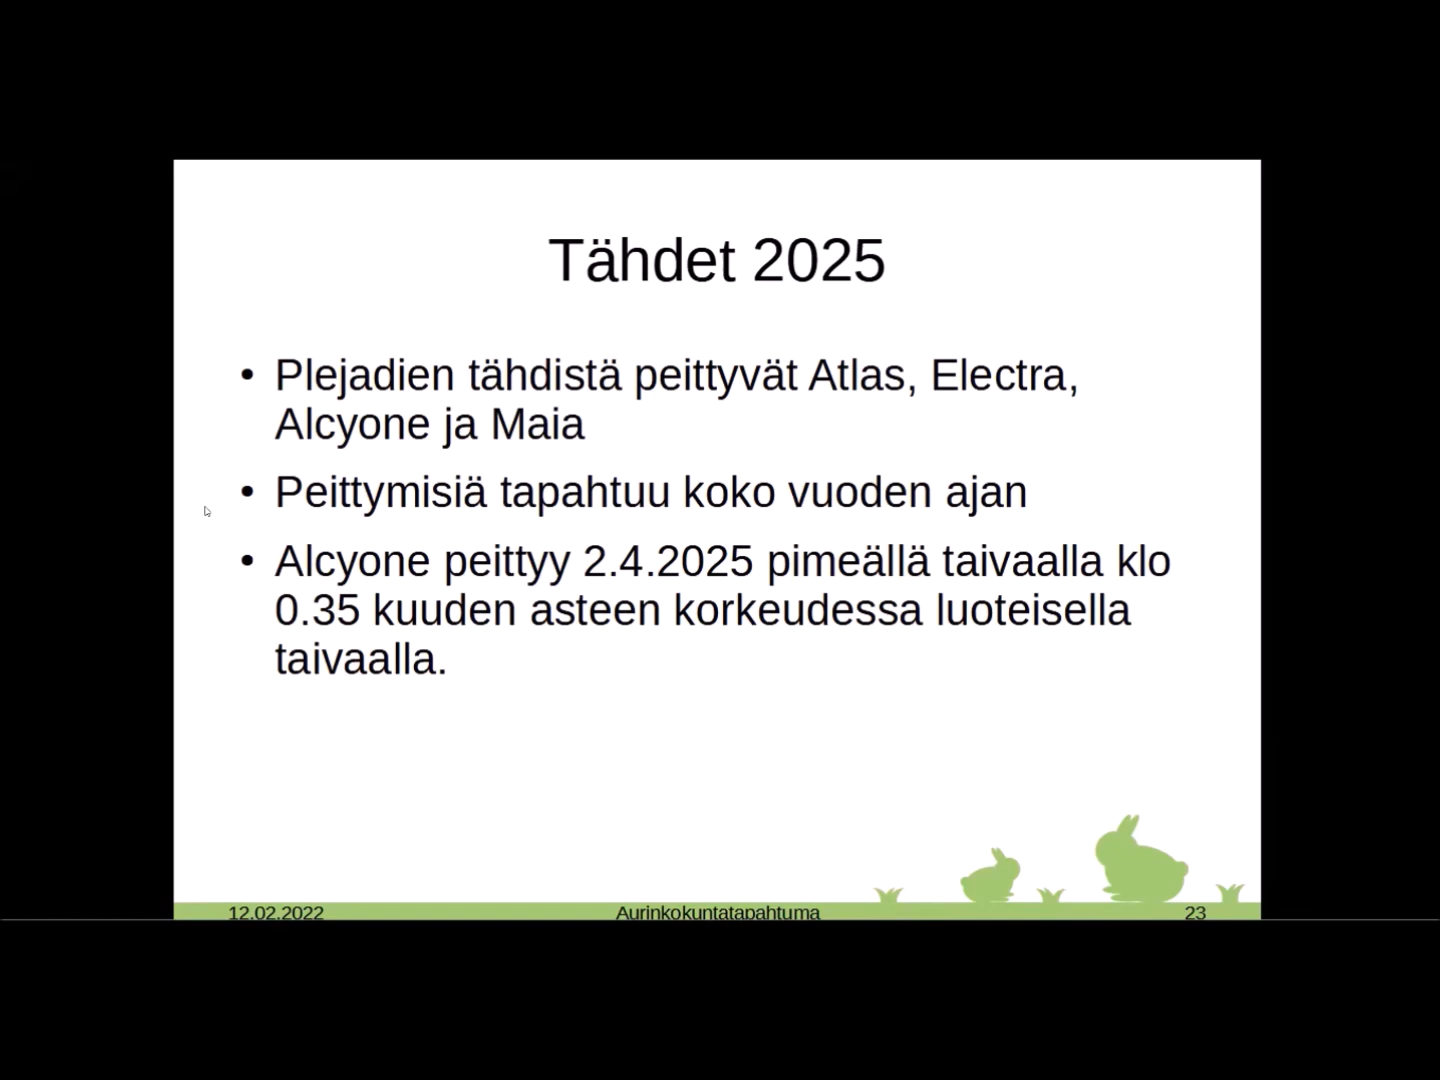 Tähdet 2025
• Plejadien tähdistä peittyvät Atlas, Electra,
Alcyone ja Maia
• Peittymisiä tapahtuu koko vuoden ajan
• Alcyone peittyy 2.4.2025 pimeällä taivaalla klo
0.35 kuuden asteen korkeudessa luoteisella
taivaalla.
12.02.2022 Aurinkokuntatapahtuma 23